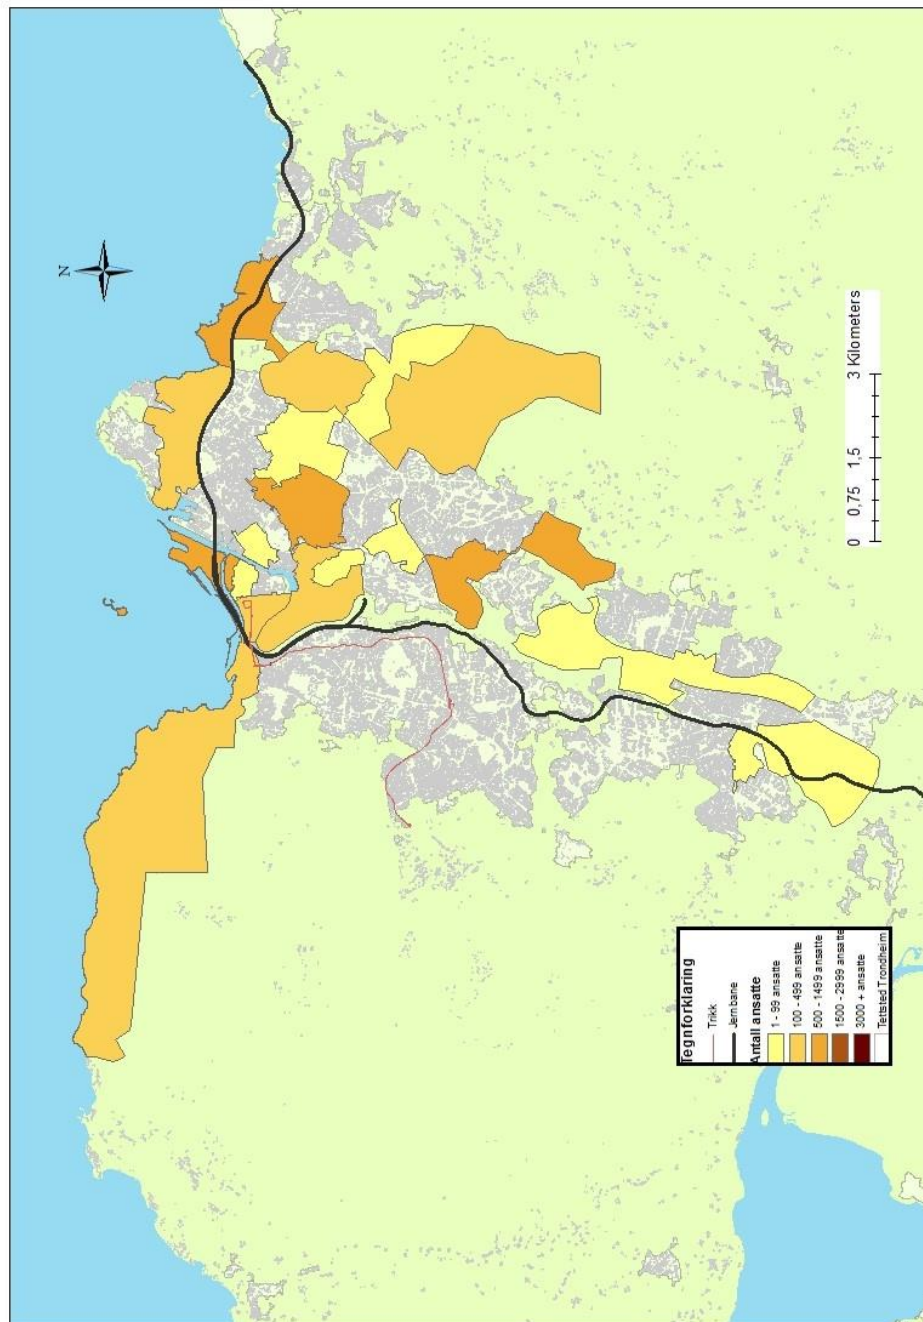 N
0 0,75 1,5 3 Kilometers
Tegnforklaring
Trikk
Jernbane
Antall ansatte
1 - 99 ansatte
100 - 499 ansatte
500 - 1499 ansatte
1500 - 2999 ansatte
3000 + ansatte
Tettsted Trondheim